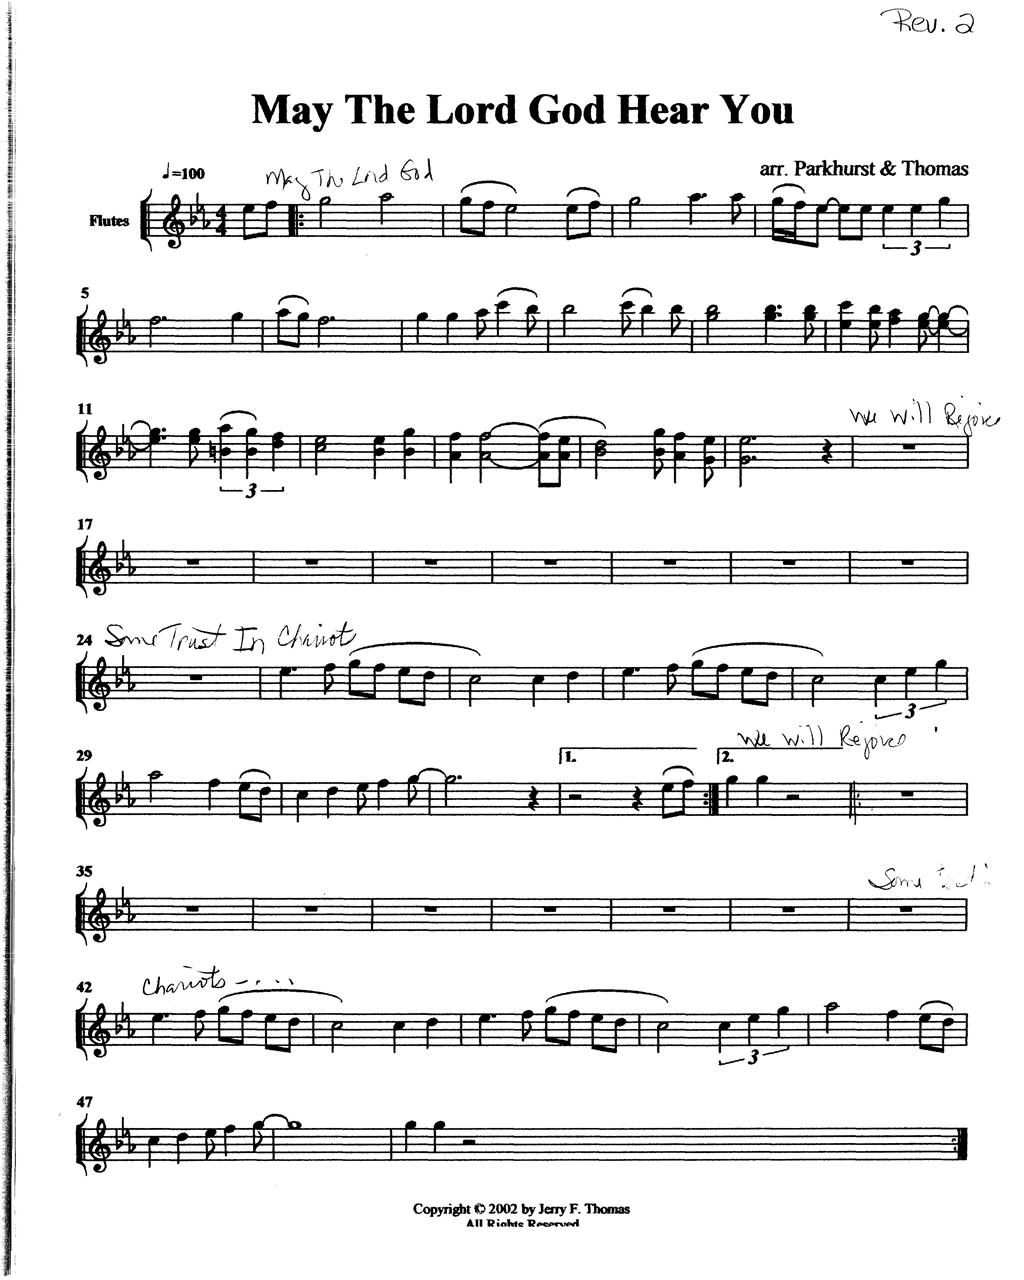 Rev. 2
May The Lord God Hear You
arr. Parkhurst & Thomas
♩=100
May The Lord God
Flutes
3
5
11
We Will Rejoice
3
17
24
Some Trust In Chariot
3
29
1.
2.
We Will Rejoice
35
Some
42
Chariots - . . .
3
47
Copyright © 2002 by Jerry F. Thomas
All Rights Reserved